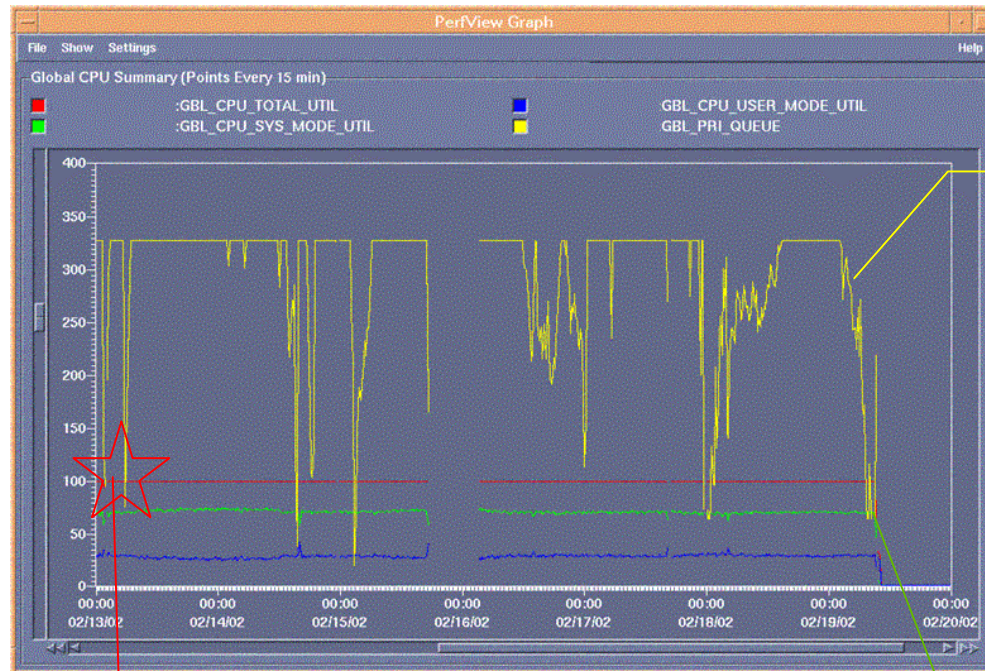 PerfView Graph
File Show Settings Help
Global CPU Summary (Points Every 15 min)
:GBL_CPU_TOTAL_UTIL :GBL_CPU_USER_MODE_UTIL
:GBL_CPU_SYS_MODE_UTIL GBL_PRI_QUEUE
400
350
300
250
200
150
100
50
0
00:00 00:00 00:00 00:00 00:00 00:00 00:00 00:00
02/13/02 02/14/02 02/15/02 02/16/02 02/17/02 02/18/02 02/19/02 02/20/02